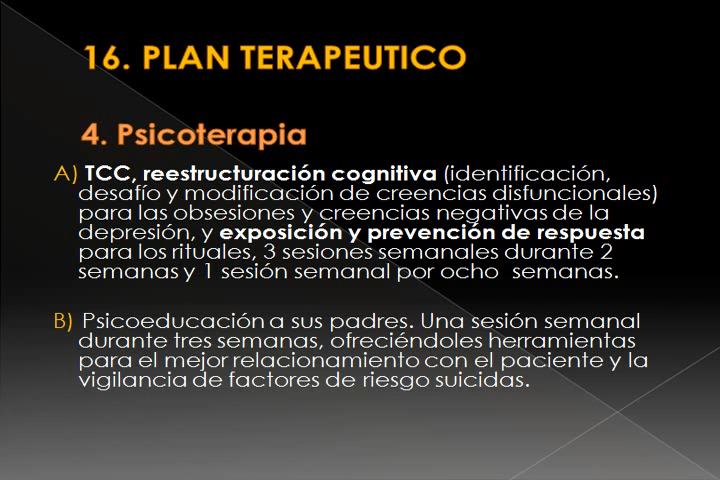 16. PLAN TERAPEUTICO
4. Psicoterapia
A) TCC, reestructuración cognitiva (identificación,
desafío y modificación de creencias disfuncionales)
para las obsesiones y creencias negativas de la
depresión, y exposición y prevención de respuesta
para los rituales, 3 sesiones semanales durante 2
semanas y 1 sesión semanal por ocho semanas.
B) Psicoeducación a sus padres. Una sesión semanal
durante tres semanas, ofreciéndoles herramientas
para el mejor relacionamiento con el paciente y la
vigilancia de factores de riesgo suicidas.